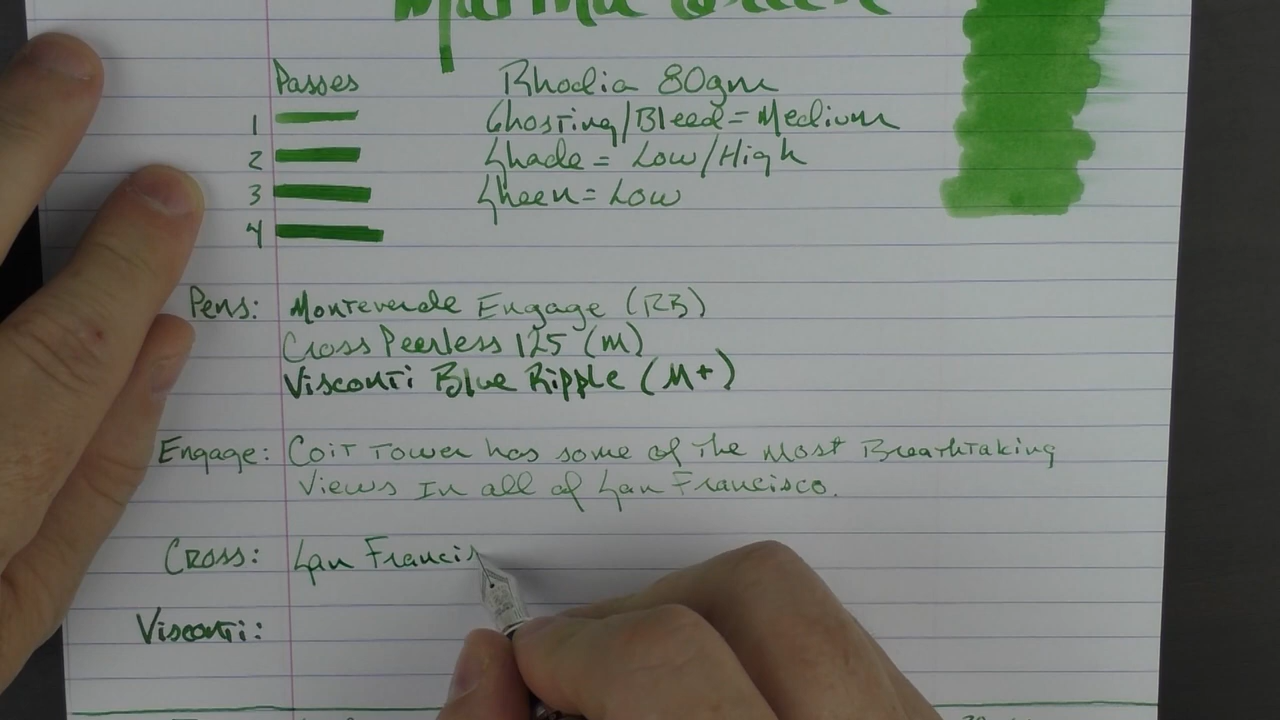 Green
Passes
Rhodia 80gm
1
Ghosting/Bleed = Medium
2
Shade = Low/High
3
Sheen = Low
4
Pens: Monteverde Engage (RB)
Cross Peerless 125 (M)
Visconti Blue Ripple (M+)
Engage: Coit Tower has some of the most Breathtaking
Views In all of San Francisco.
Cross: San Francis
Visconti: